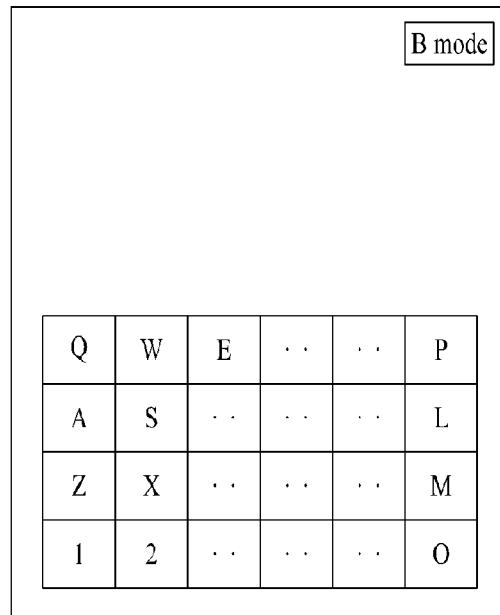 B mode
Q W E · · · · P
A S · · · · · · L
Z X · · · · · · M
1 2 · · · · · · O